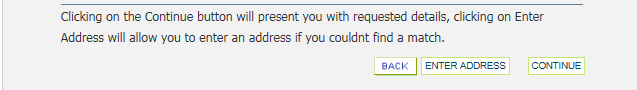 Clicking on the Continue button will present you with requested details, clicking on Enter
Address will allow you to enter an address if you couldnt find a match.
BACK ENTER ADDRESS CONTINUE